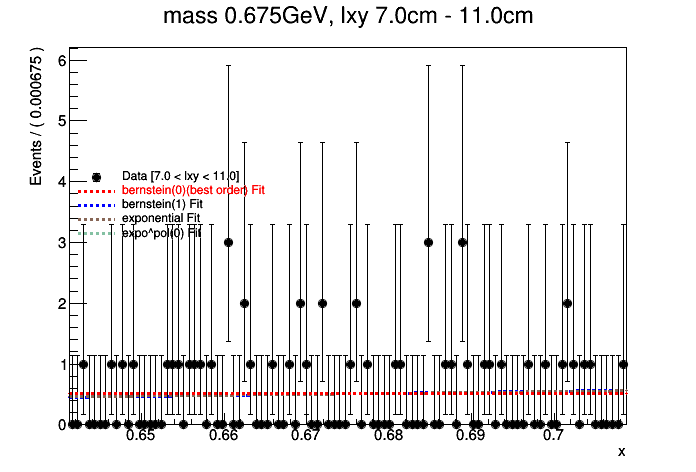 mass 0.675GeV, lxy 7.0cm - 11.0cm
Events / ( 0.000675 )
6
5
4
3
2
1
0
Data [7.0 < lxy < 11.0]
bernstein(0)(best order) Fit
bernstein(1) Fit
exponential Fit
expo^pol(0) Fit
0.65 0.66 0.67 0.68 0.69 0.7
x